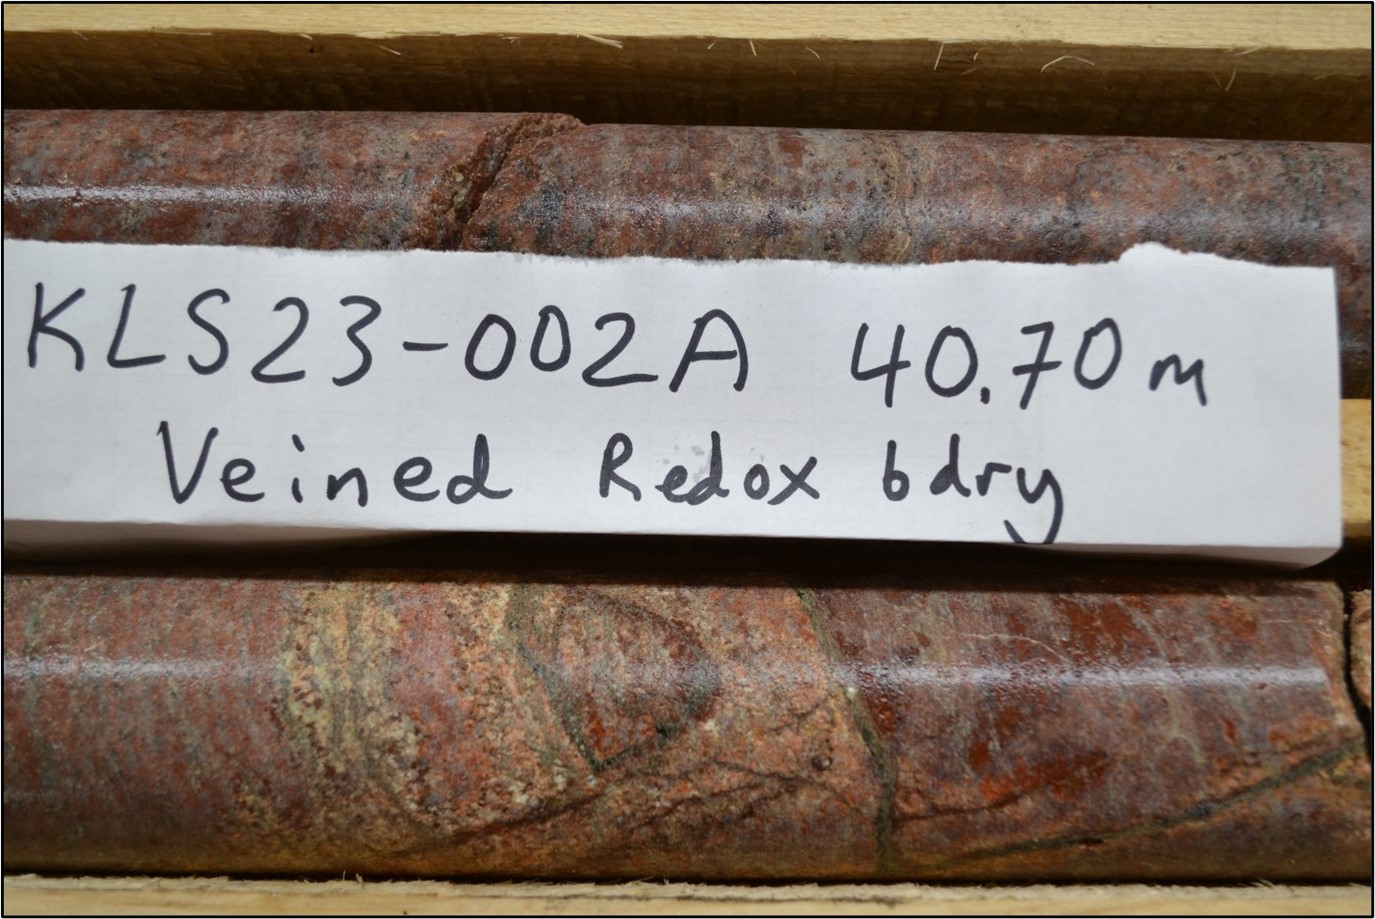 KLS23-002A 40.70m
Veined Redox bdry